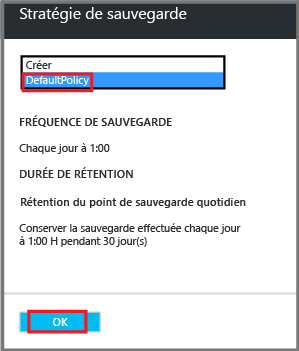 Stratégie de sauvegarde
Créer
DefaultPolicy
FRÉQUENCE DE SAUVEGARDE
Chaque jour à 1:00
DURÉE DE RÉTENTION
Rétention du point de sauvegarde quotidien
Conserver la sauvegarde effectuée chaque jour
à 1:00 H pendant 30 jour(s)
OK